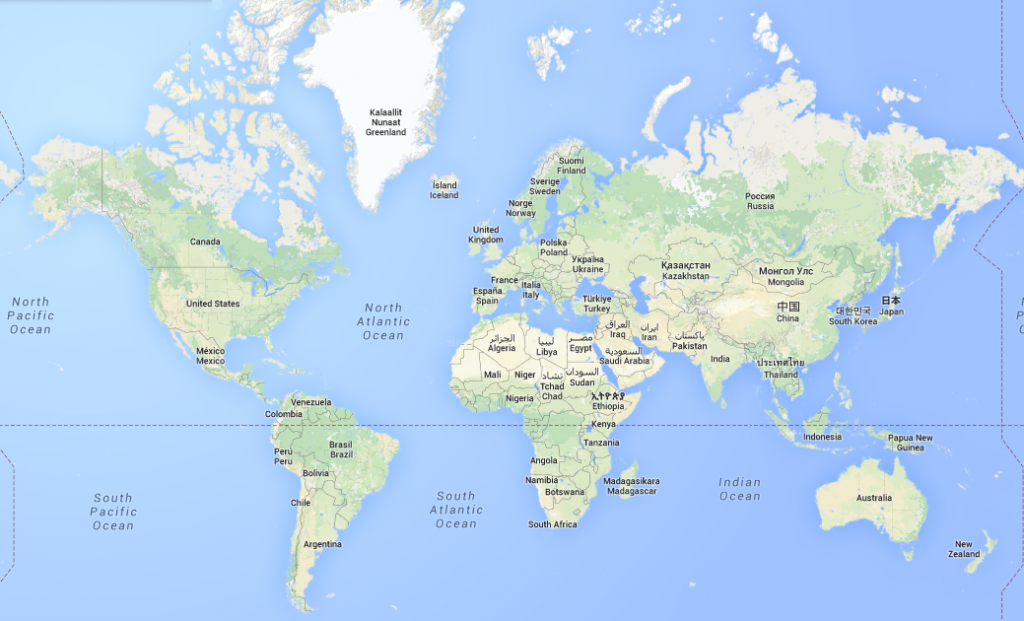 Kalaallit
Nunaat
Greenland
Suomi
Finland
Ísland
Iceland
Sverige
Sweden
Norge
Norway
Россия
Russia
United
Kingdom
Canada
Polska
Poland
Україна
Ukraine
Қазақстан
Kazakhstan
Монгол Улс
Mongolia
France
Italia
Italy
España
Spain
North
Pacific
Ocean
United States
North
Atlantic
Ocean
Türkiye
Turkey
中国
China
대한민국
South Korea
日本
Japan
N
P
O
الجزائر
Algeria
ليبيا
Libya
مصر
Egypt
العراق
Iraq
ایران
Iran
پاکستان
Pakistan
السعودية
Saudi Arabia
India
ประเทศไทย
Thailand
México
Mexico
Mali
Niger
تشاد
Tchad
Chad
السودان
Sudan
Nigeria
ኢትዮጵያ
Ethiopia
Venezuela
Colombia
Kenya
Indonesia
Papua New
Guinea
Tanzania
Perú
Peru
Brasil
Brazil
Bolivia
Angola
Namibia
Botswana
Madagasikara
Madagascar
South
Pacific
Ocean
Chile
South
Atlantic
Ocean
Indian
Ocean
Australia
South Africa
Argentina
New
Zealand